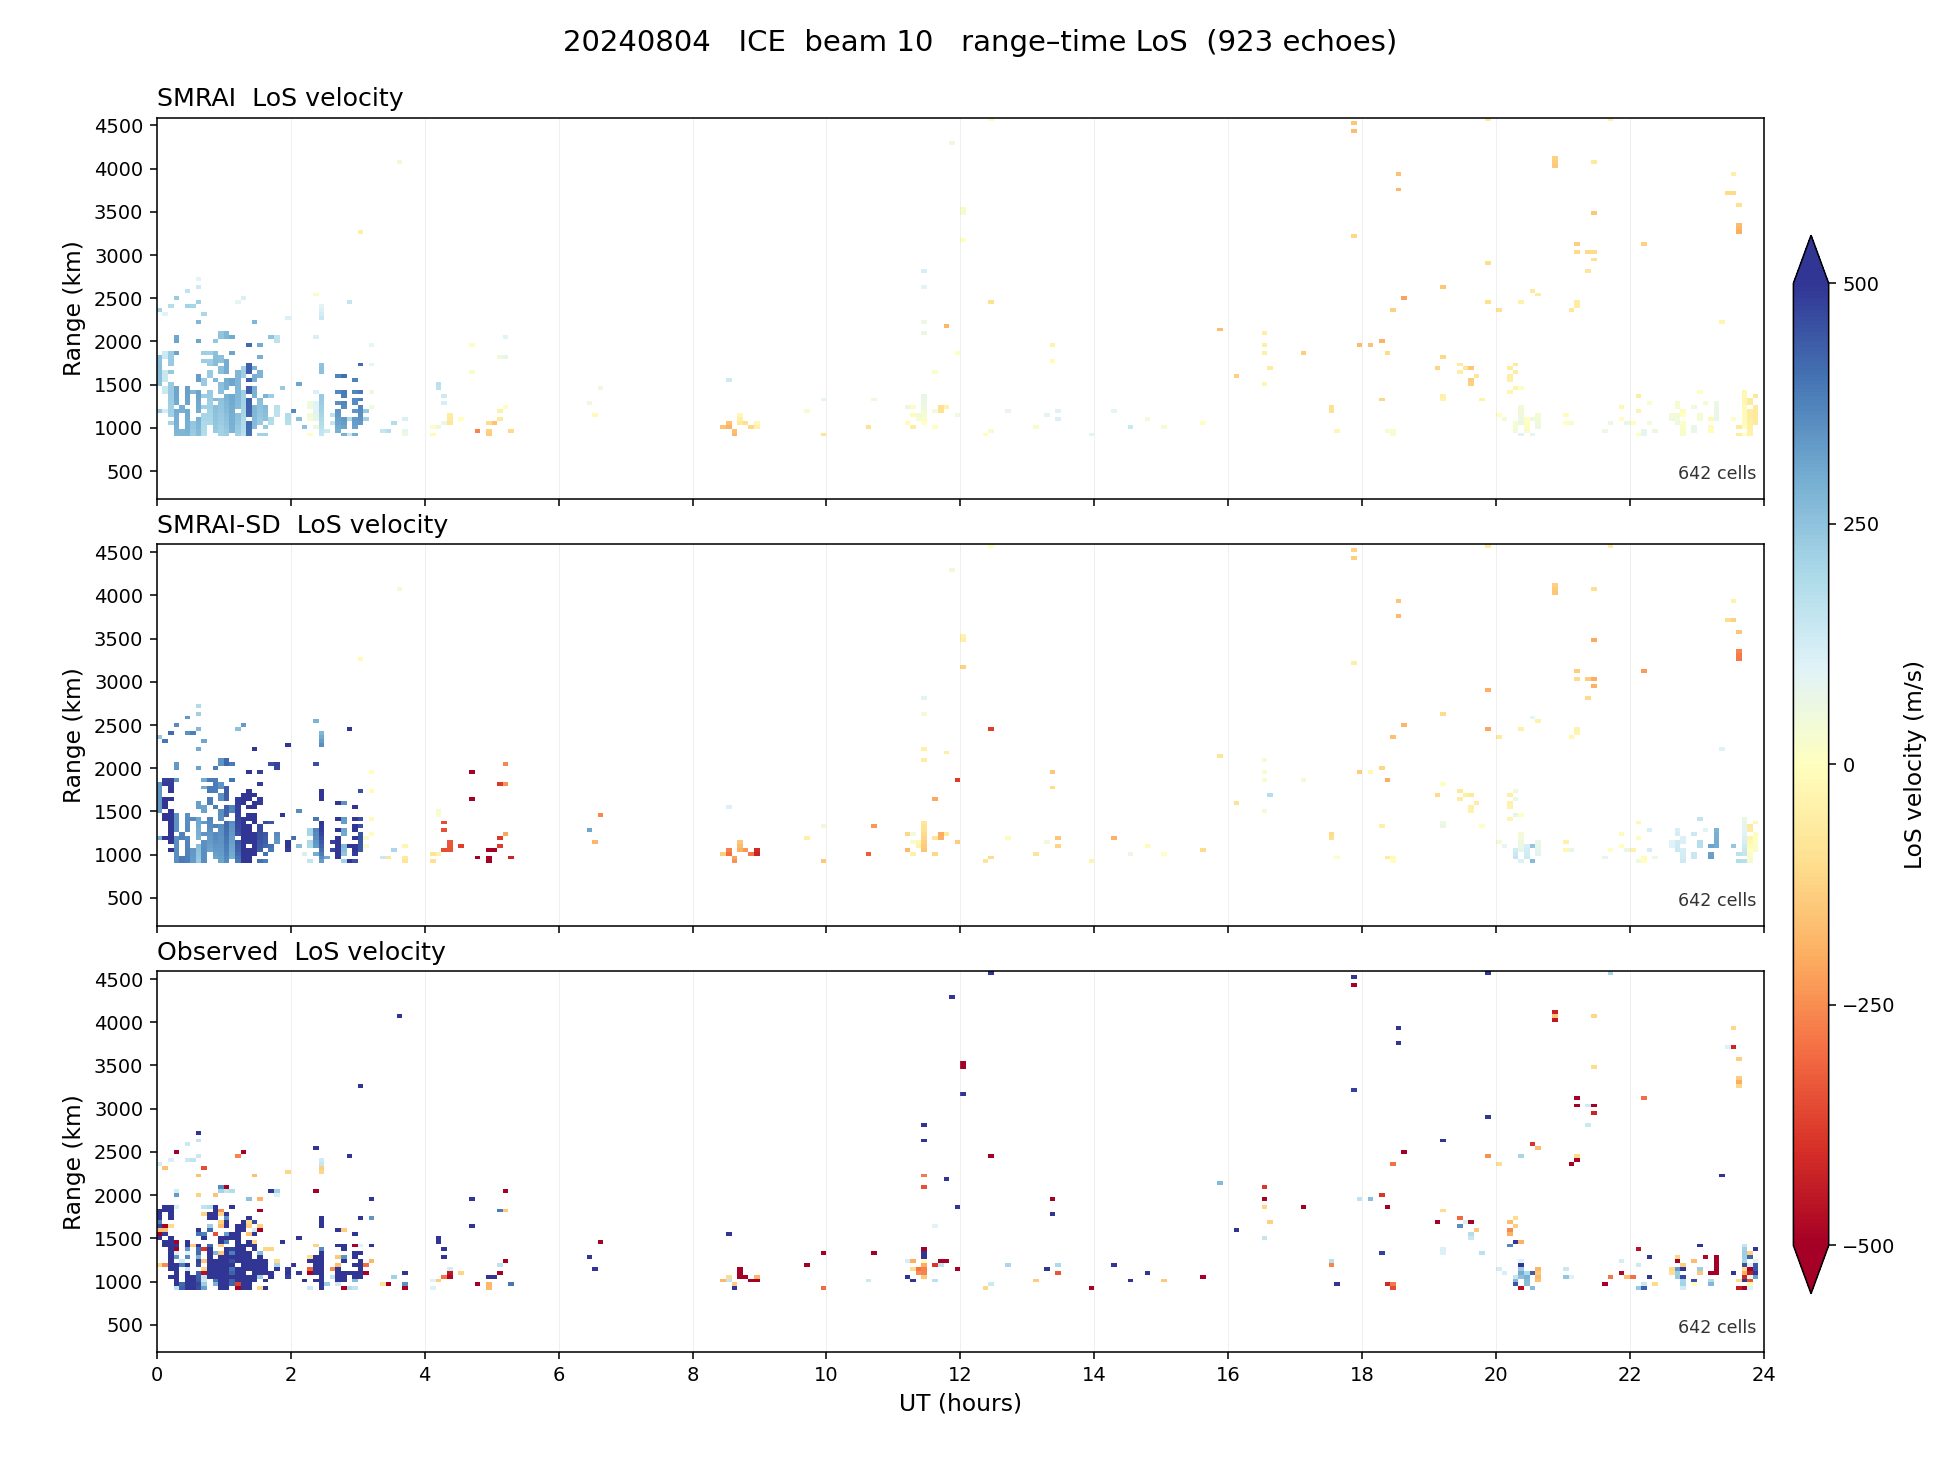 20240804   ICE  beam 10   range–time LoS  (923 echoes)
SMRAI  LoS velocity
4500
4000
3500
3000
2500
2000
1500
1000
500
Range (km)
642 cells
SMRAI-SD  LoS velocity
4500
4000
3500
3000
2500
2000
1500
1000
500
Range (km)
642 cells
Observed  LoS velocity
4500
4000
3500
3000
2500
2000
1500
1000
500
Range (km)
642 cells
0 2 4 6 8 10 12 14 16 18 20 22 24
UT (hours)
500
250
0
−250
−500
LoS velocity (m/s)